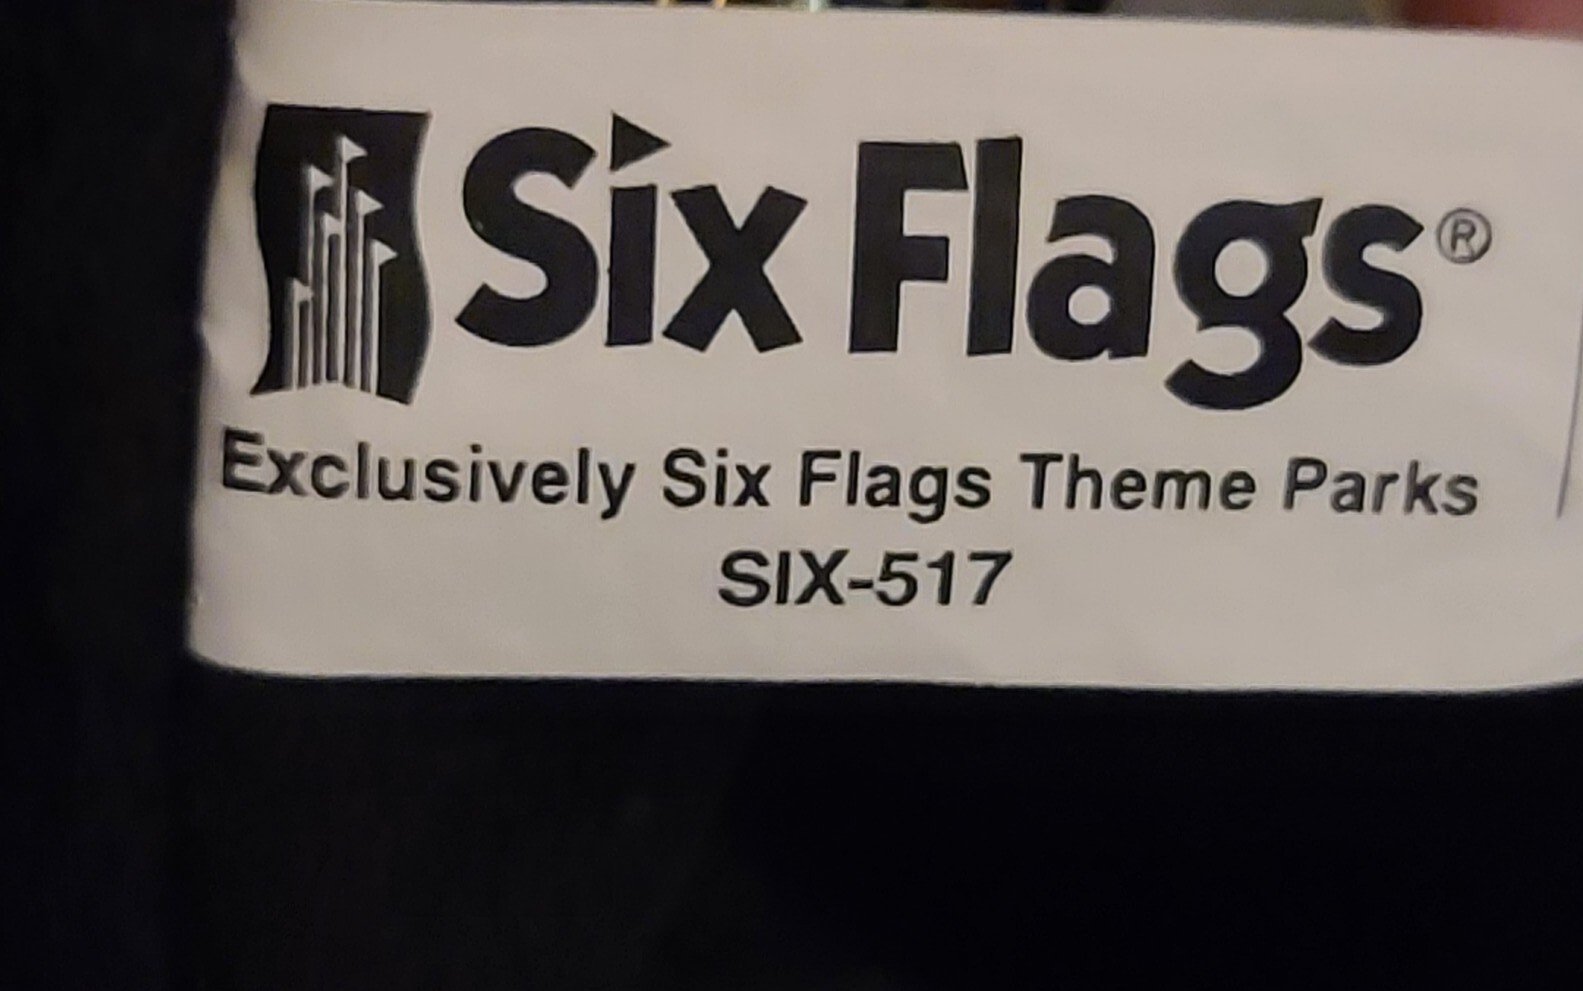 Six Flags®
Exclusively Six Flags Theme Parks
SIX-517